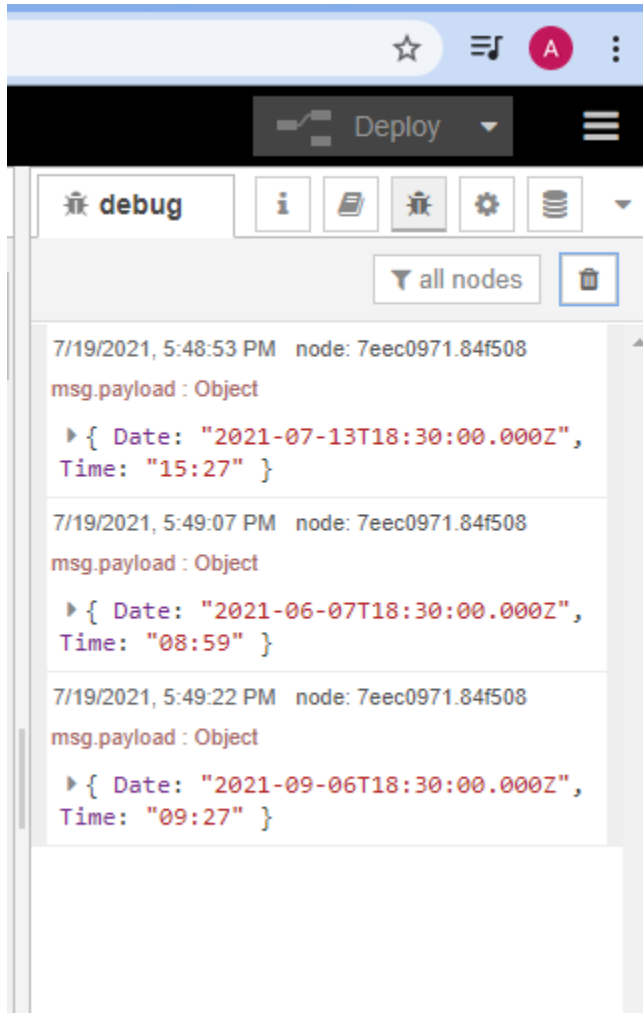 A
Deploy
debug
i
all nodes
7/19/2021, 5:48:53 PM node: 7eec0971.84f508
msg.payload : Object
{ Date: "2021-07-13T18:30:00.000Z",
Time: "15:27" }
7/19/2021, 5:49:07 PM node: 7eec0971.84f508
msg.payload : Object
{ Date: "2021-06-07T18:30:00.000Z",
Time: "08:59" }
7/19/2021, 5:49:22 PM node: 7eec0971.84f508
msg.payload : Object
{ Date: "2021-09-06T18:30:00.000Z",
Time: "09:27" }